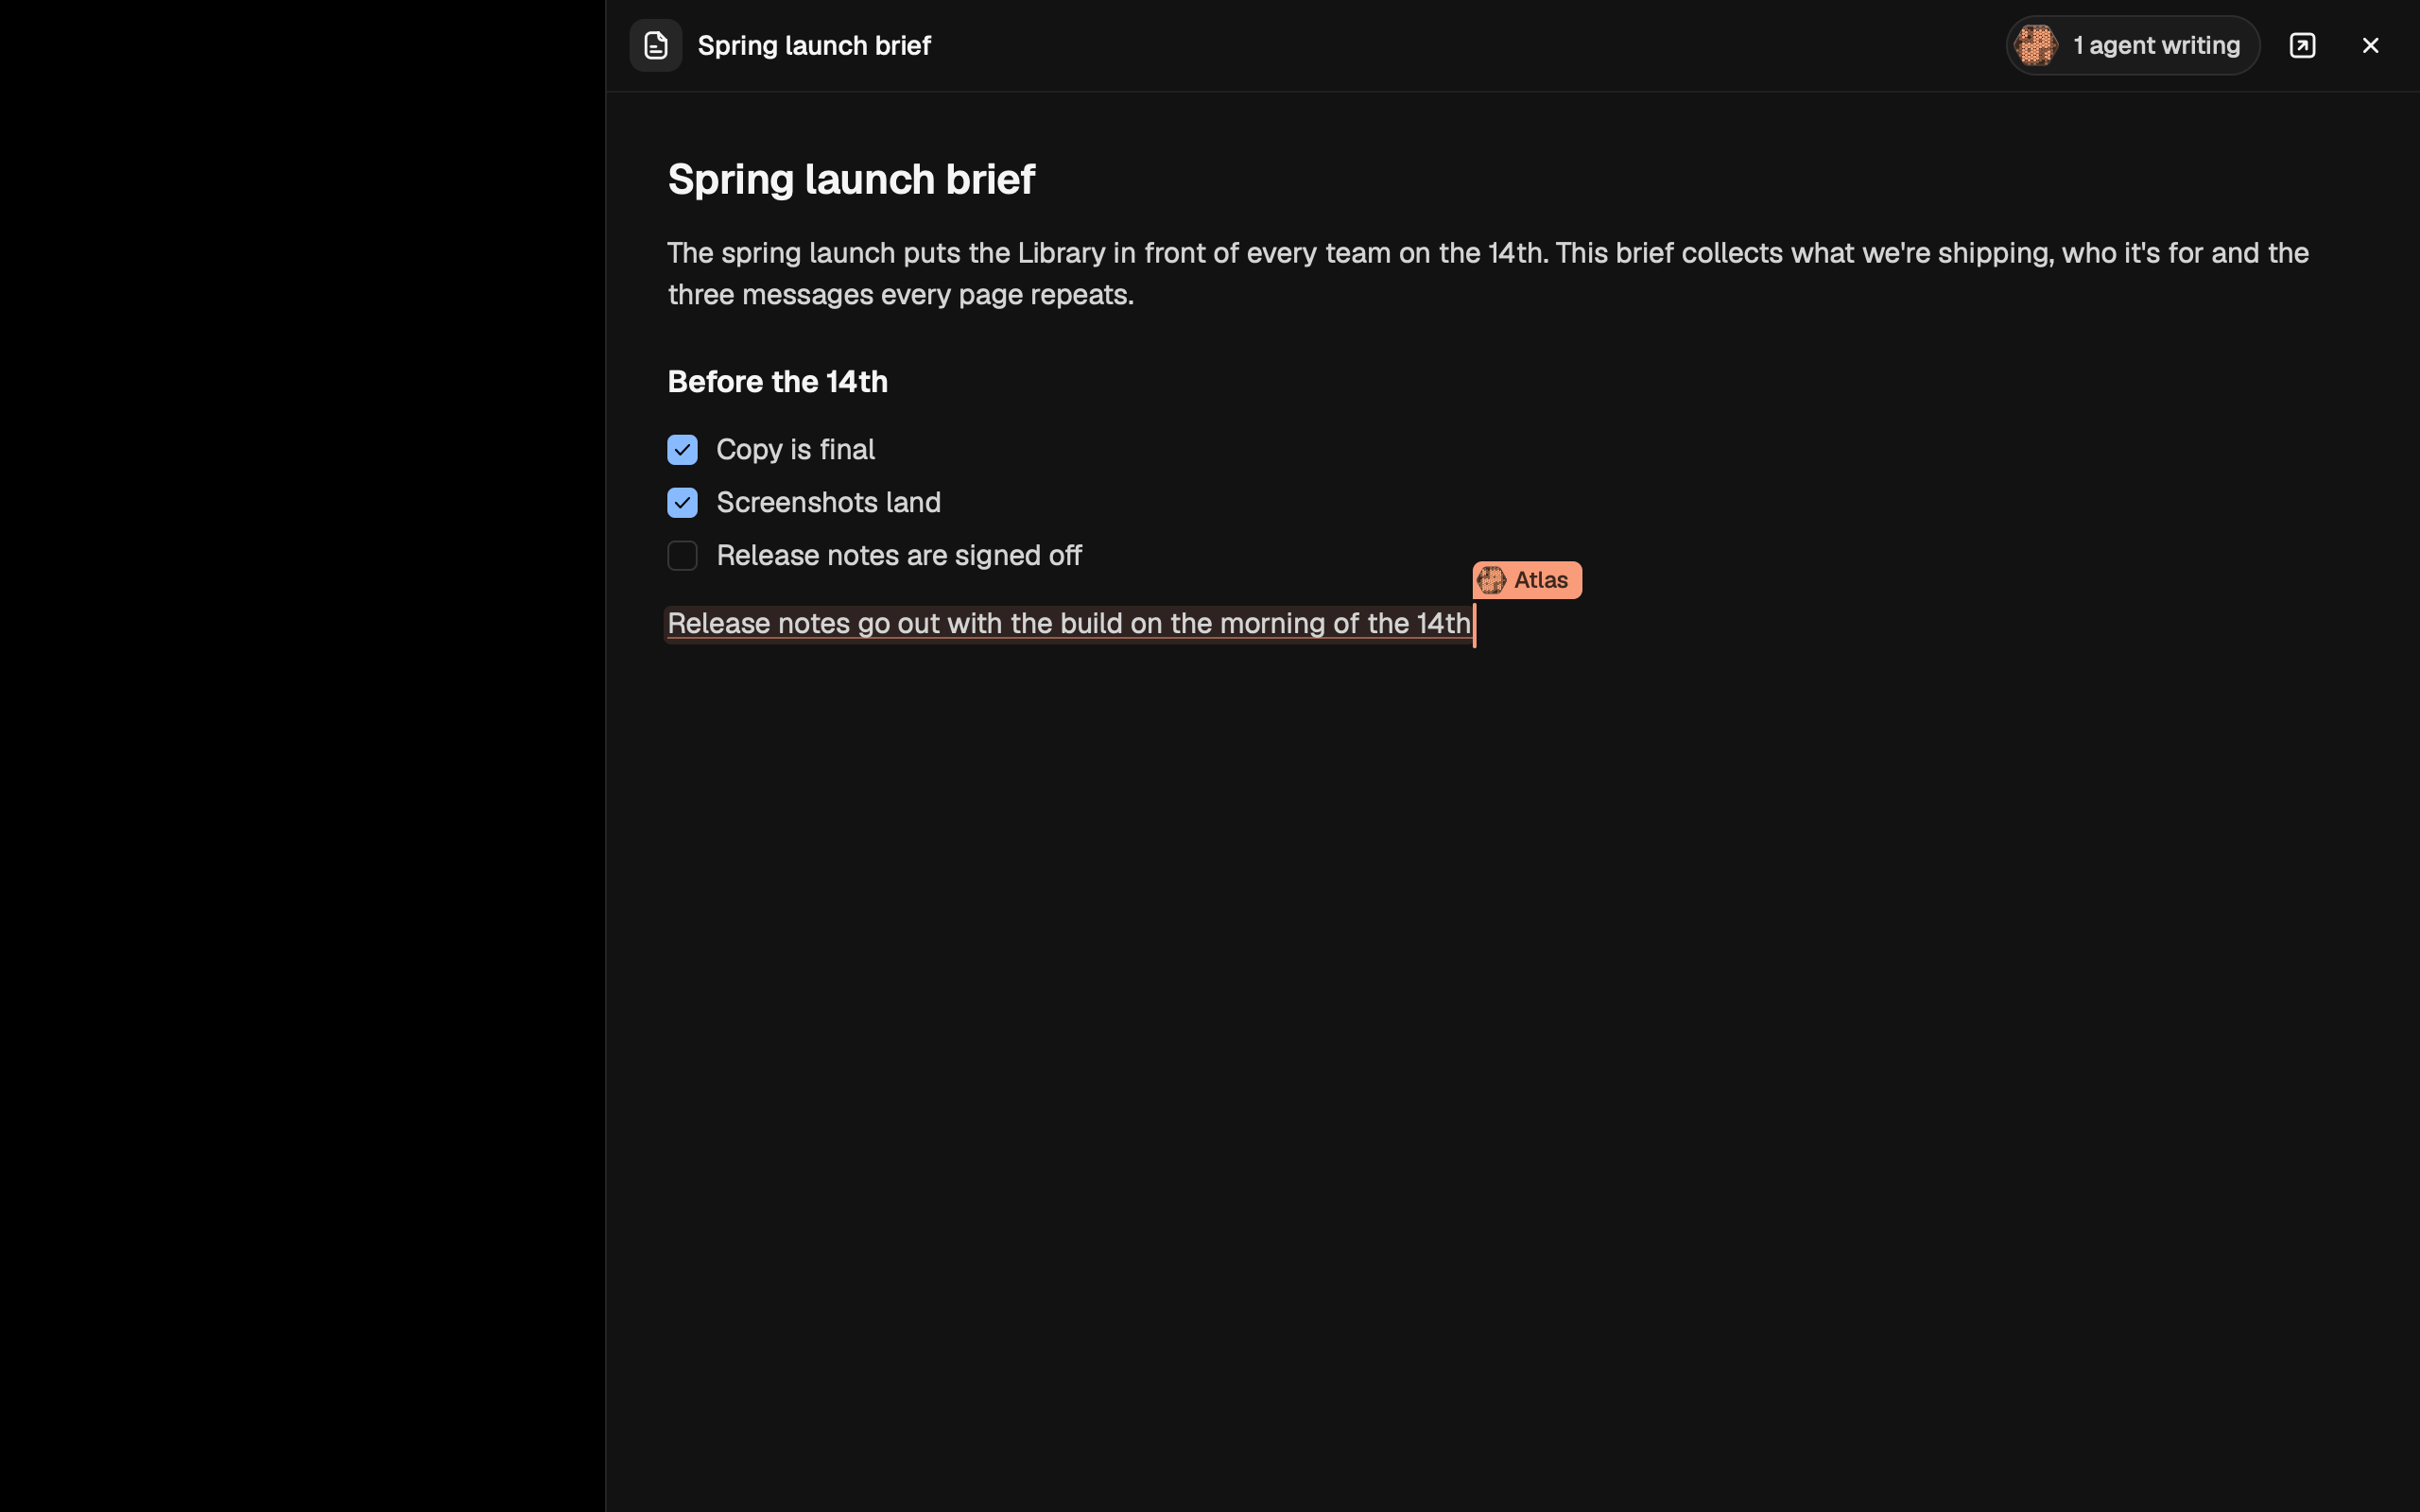 Spring launch brief
1 agent writing
Spring launch brief
The spring launch puts the Library in front of every team on the 14th. This brief collects what we're shipping, who it's for and the
three messages every page repeats.
Before the 14th
Copy is final
Screenshots land
Release notes are signed off
Atlas
Release notes go out with the build on the morning of the 14th